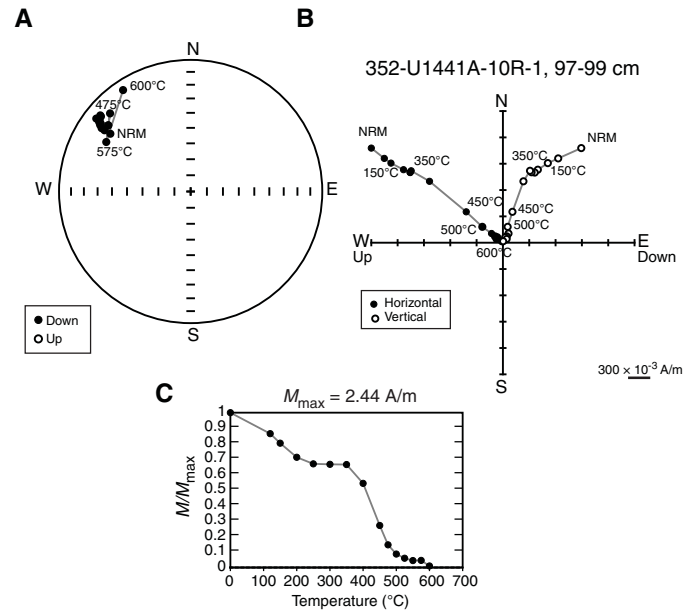 A
N
600°C
475°C
NRM
575°C
W
E
S
Down
Up
B
352-U1441A-10R-1, 97-99 cm
N
NRM
NRM
150°C
350°C
350°C
150°C
450°C
450°C
500°C
500°C
W
E
Up
600°C
Down
Horizontal
Vertical
300 × 10⁻³ A/m
S
C
Mmax = 2.44 A/m
M/Mmax
1
0.9
0.8
0.7
0.6
0.5
0.4
0.3
0.2
0.1
0
0 100 200 300 400 500 600 700
Temperature (°C)